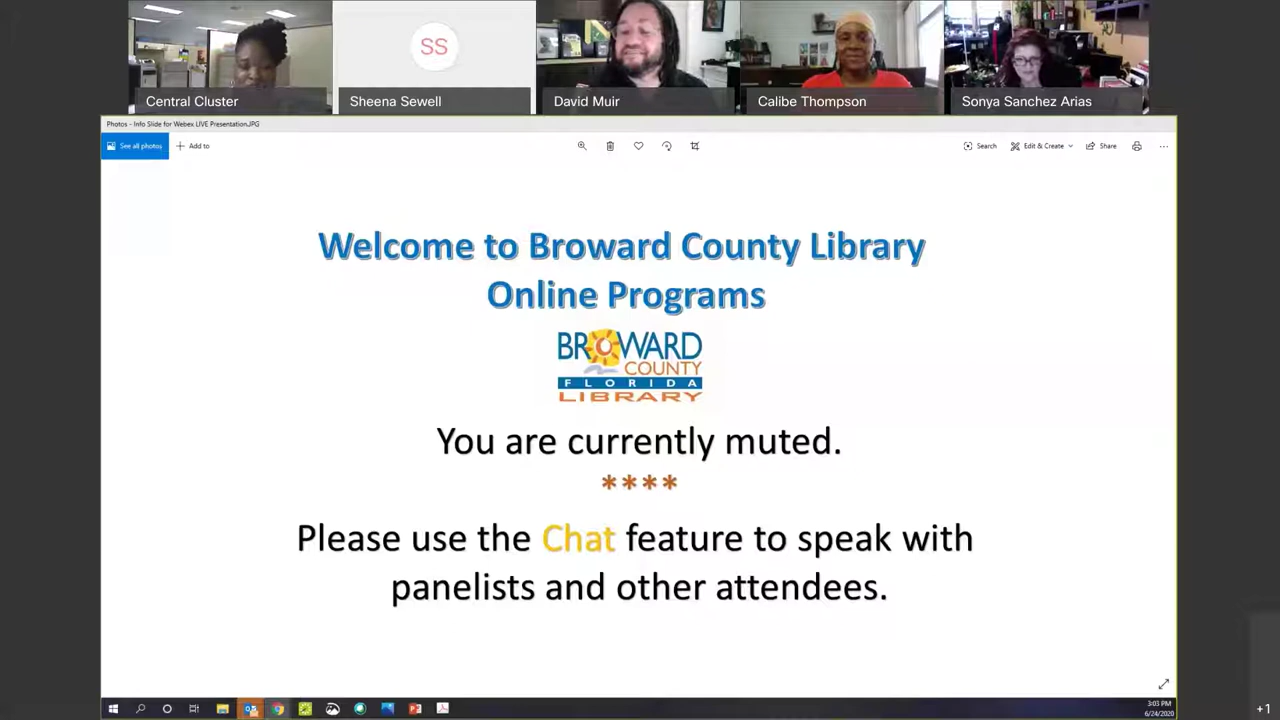 Central Cluster
SS
Sheena Sewell
David Muir
Calibe Thompson
Sonya Sanchez Arias
Photos - Info Slide for Webex LIVE Presentation.JPG
See all photos
Add to
Search
Edit & Create
Share
Welcome to Broward County Library
Online Programs
BROWARD
COUNTY
FLORIDA
LIBRARY
You are currently muted.
****
Please use the Chat feature to speak with
panelists and other attendees.
3:03 PM
6/24/2020
+1